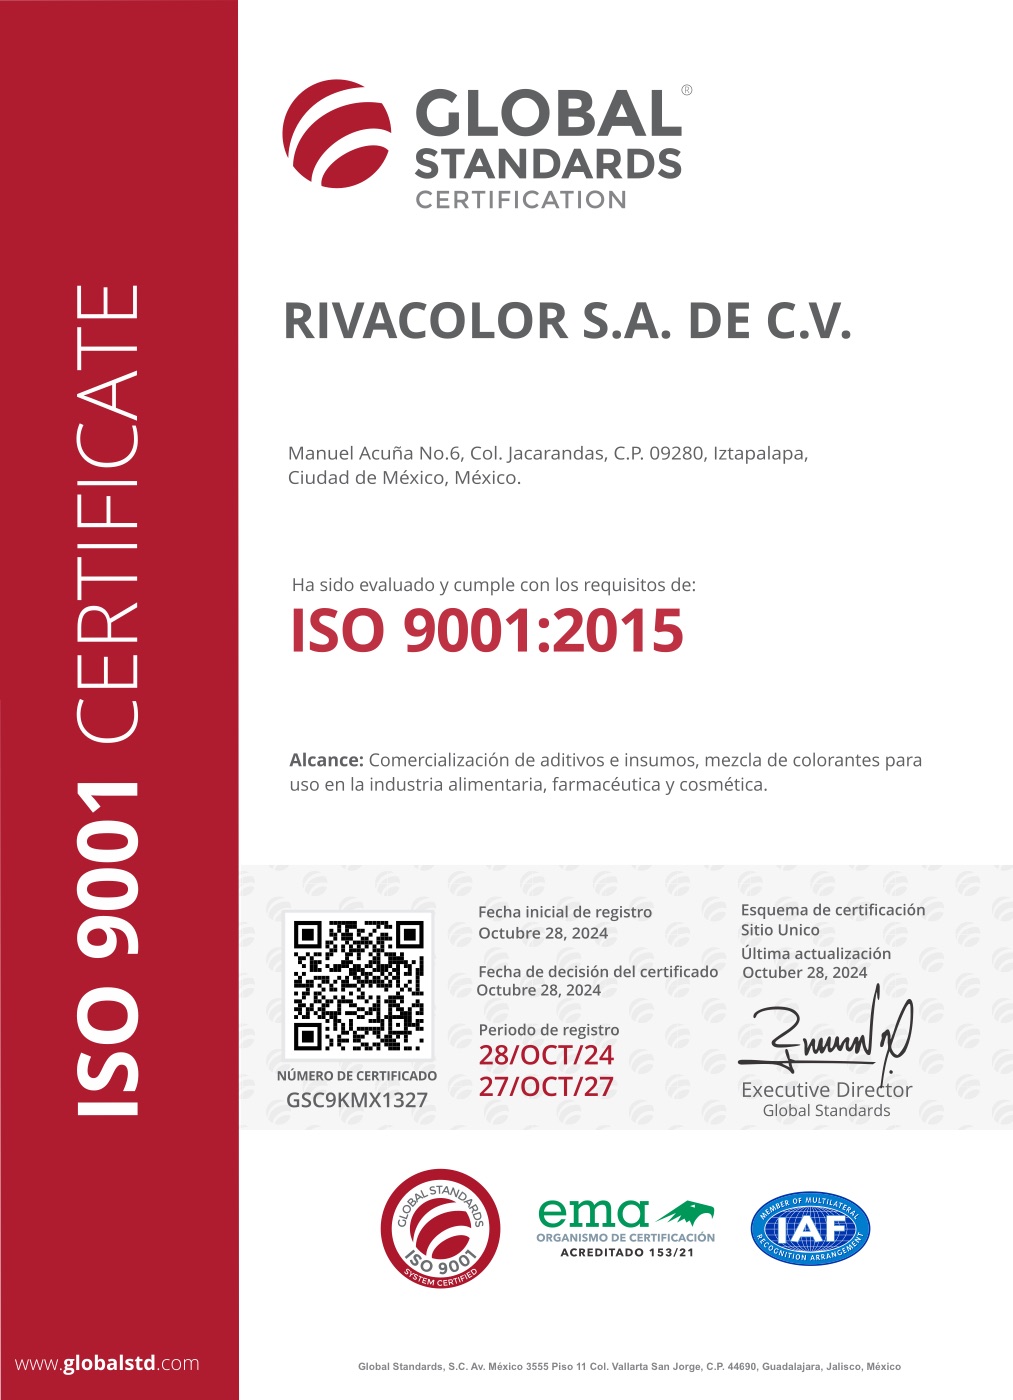 ISO 9001 CERTIFICATE
GLOBAL®
STANDARDS
CERTIFICATION
RIVACOLOR S.A. DE C.V.
Manuel Acuña No.6, Col. Jacarandas, C.P. 09280, Iztapalapa,
Ciudad de México, México.
Ha sido evaluado y cumple con los requisitos de:
ISO 9001:2015
Alcance: Comercialización de aditivos e insumos, mezcla de colorantes para
uso en la industria alimentaria, farmacéutica y cosmética.
NÚMERO DE CERTIFICADO
GSC9KMX1327
Fecha inicial de registro
Octubre 28, 2024
Fecha de decisión del certificado
Octubre 28, 2024
Periodo de registro
28/OCT/24
27/OCT/27
Esquema de certificación
Sitio Unico
Última actualización
Octuber 28, 2024
Executive Director
Global Standards
GLOBAL STANDARDS
ISO 9001
SYSTEM CERTIFIED
ema
ORGANISMO DE CERTIFICACIÓN
ACREDITADO 153/21
MEMBER OF MULTILATERAL
IAF
RECOGNITION ARRANGEMENT
www.globalstd.com
Global Standards, S.C. Av. México 3555 Piso 11 Col. Vallarta San Jorge, C.P. 44690, Guadalajara, Jalisco, México